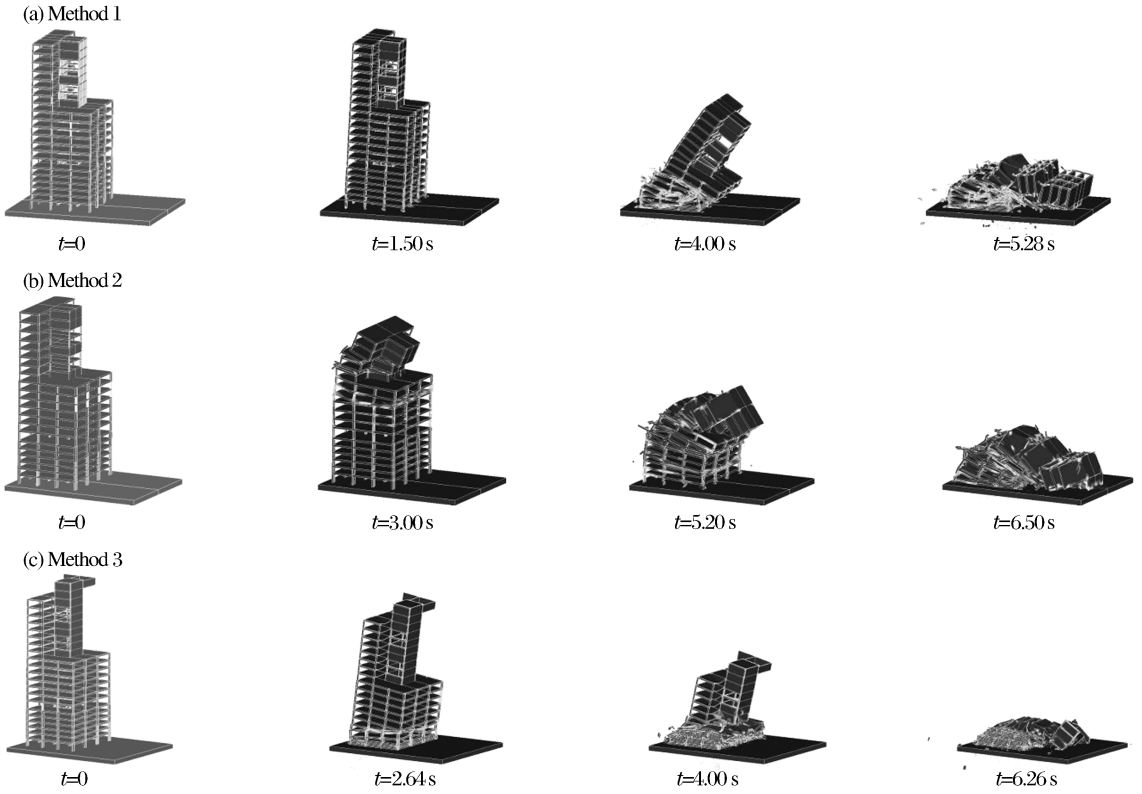 (a) Method 1
t=0 t=1.50 s t=4.00 s t=5.28 s
(b) Method 2
t=0 t=3.00 s t=5.20 s t=6.50 s
(c) Method 3
t=0 t=2.64 s t=4.00 s t=6.26 s